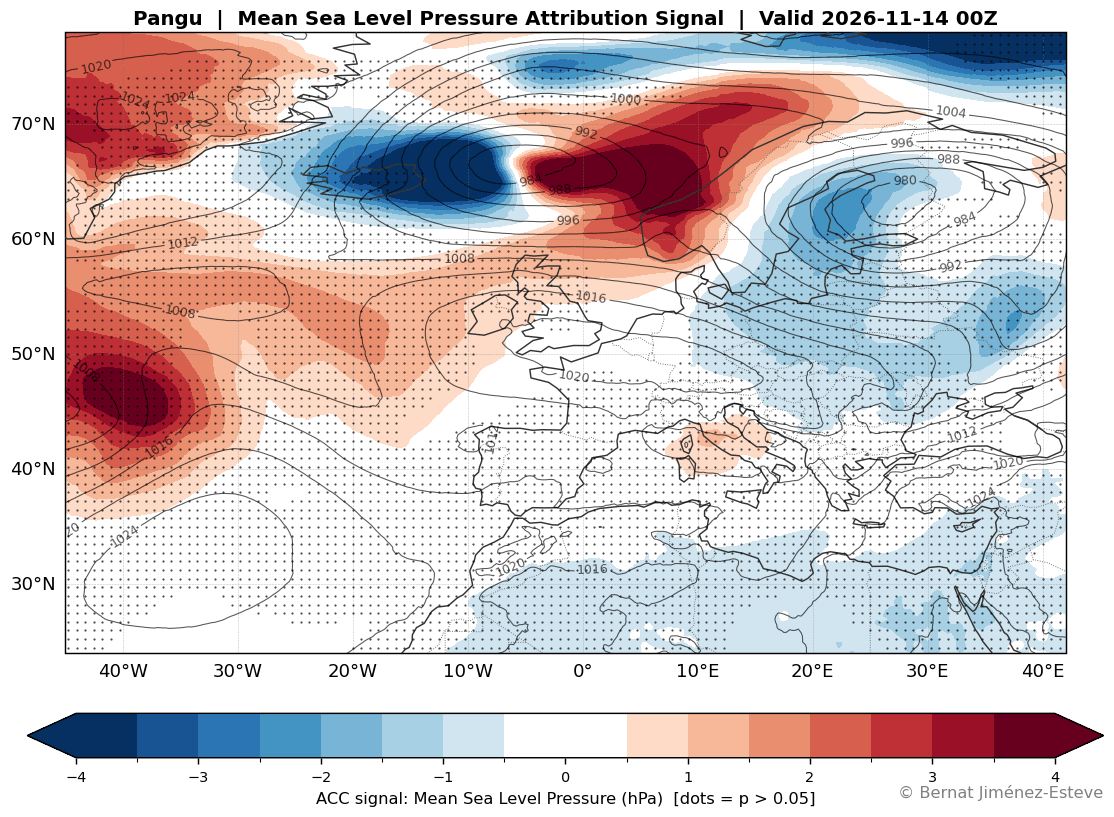 Pangu | Mean Sea Level Pressure Attribution Signal | Valid 2026-11-14 00Z
1020
1024
1024
1000
992
1004
996
988
980
984
988
984
996
992
1012
1008
1016
1008
1008
1020
1016
1012
1012
1020
1024
20
1024
1020
1016
70°N
60°N
50°N
40°N
30°N
40°W 30°W 20°W 10°W 0° 10°E 20°E 30°E 40°E
−4 −3 −2 −1 0 1 2 3 4
ACC signal: Mean Sea Level Pressure (hPa) [dots = p > 0.05]
© Bernat Jiménez-Esteve